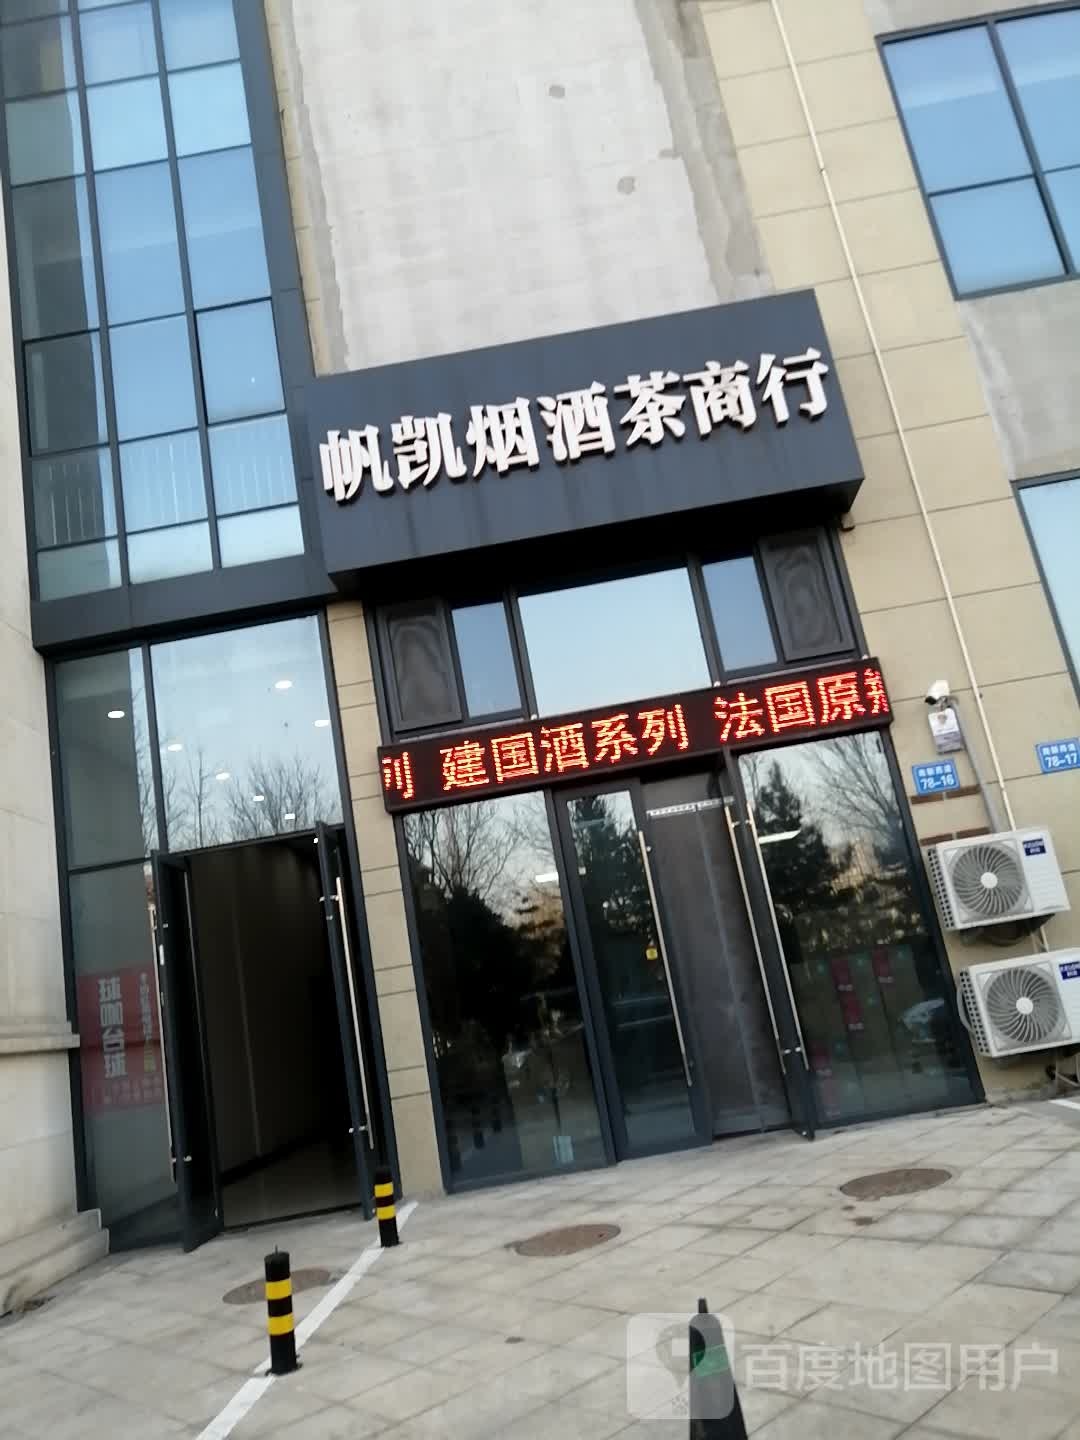 帆凯烟酒茶商行
列 建国酒系列 法国原
78-16
78-17
球咖台球
百度地图用户